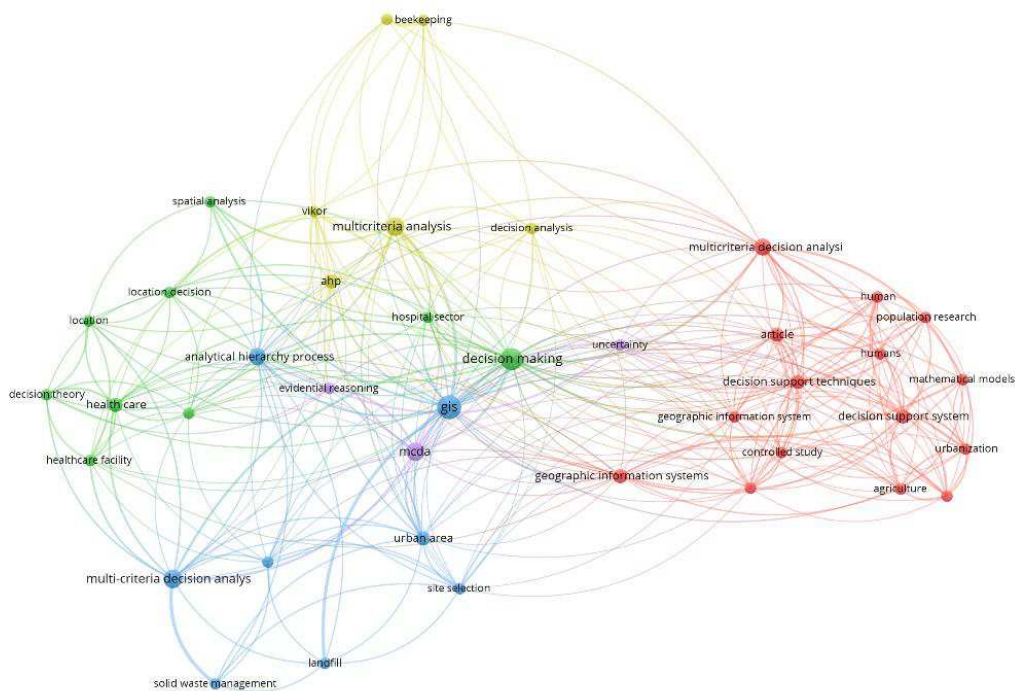 beekeeping
spatial analysis
vikor
multicriteria analysis
decision analysis
multicriteria decision analysi
location decision
ahp
human
location
hospital sector
population research
article
uncertainty
analytical hierarchy process
decision making
humans
decision support techniques
mathematical models
evidential reasoning
decision theory
health care
gis
geographic information system
decision support system
mcda
controlled study
urbanization
healthcare facility
geographic information systems
agriculture
urban area
multi-criteria decision analys
site selection
landfill
solid waste management